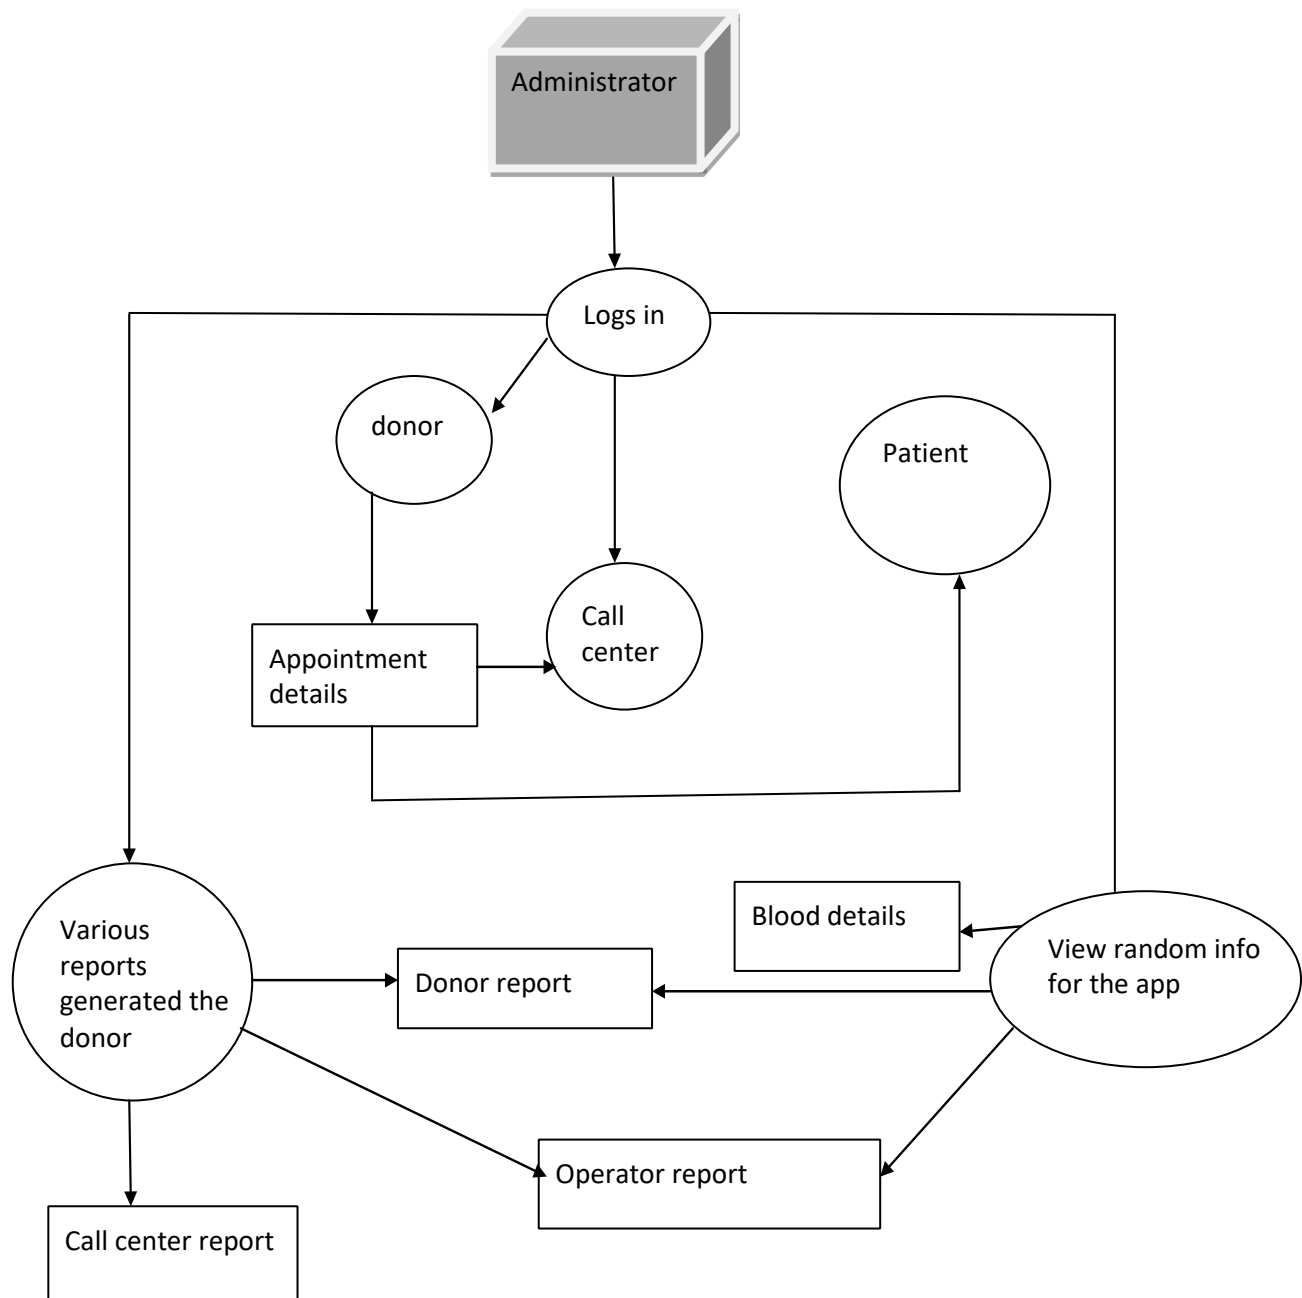 Administrator
Logs in
donor
Patient
Call
center
Appointment
details
Blood details
Various
reports
generated the
donor
View random info
for the app
Donor report
Operator report
Call center report